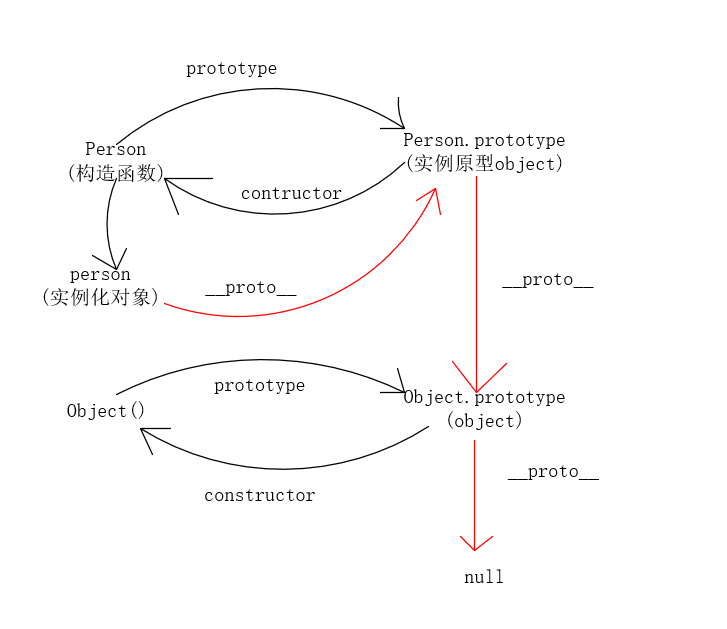 prototype
Person
(构造函数)
Person.prototype
(实例原型object)
contructor
person
(实例化对象)
__proto__
__proto__
prototype
Object()
Object.prototype
(object)
__proto__
constructor
null